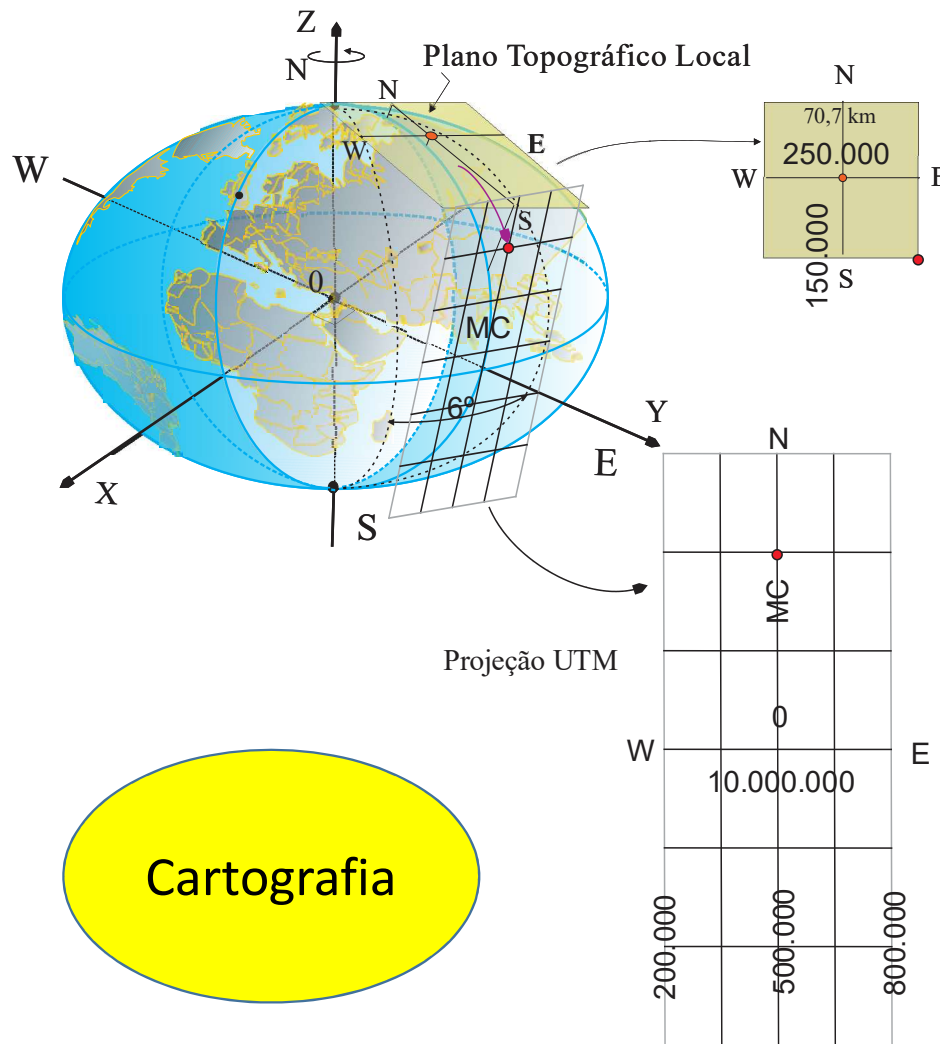 Z
N
Plano Topográfico Local
N
W
E
S
W
0
MC
6º
Y
E
X
S
N
70,7 km
250.000
W
E
150.000
S
N
MC
Projeção UTM
0
W
E
10.000.000
200.000
500.000
800.000
Cartografia